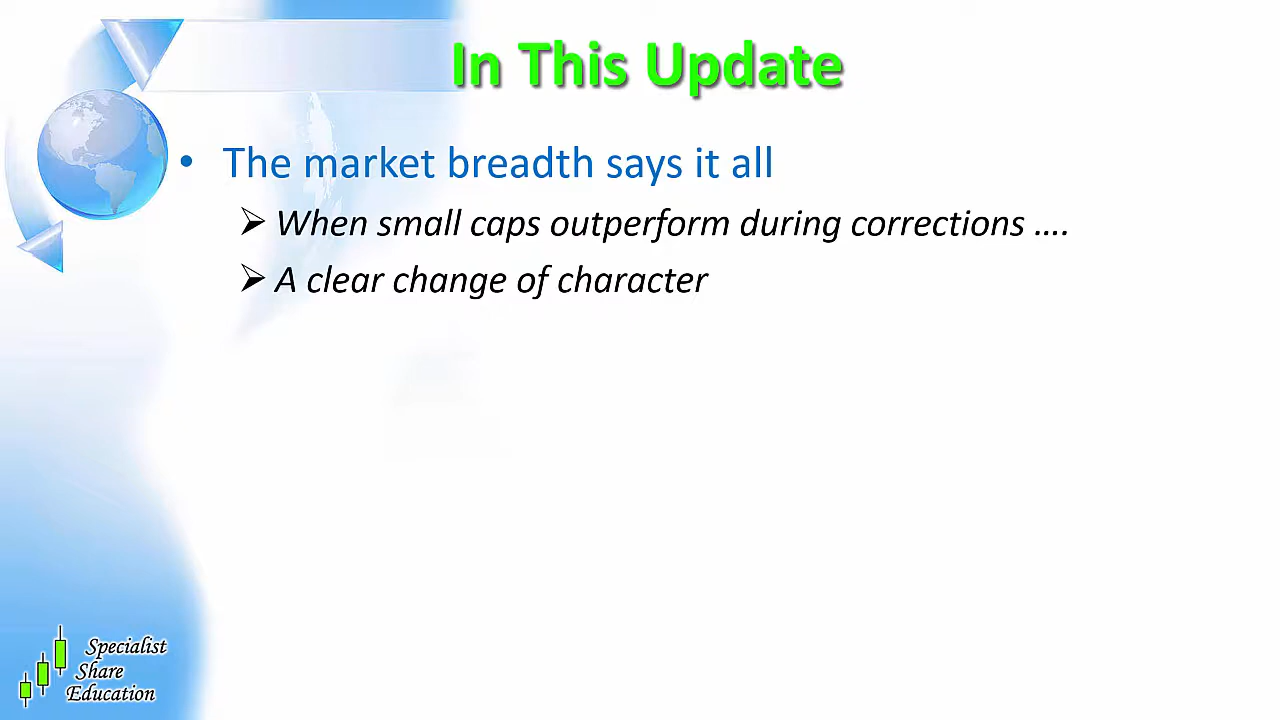 In This Update
• The market breadth says it all
➢ When small caps outperform during corrections ....
➢ A clear change of character
Specialist
Share
Education